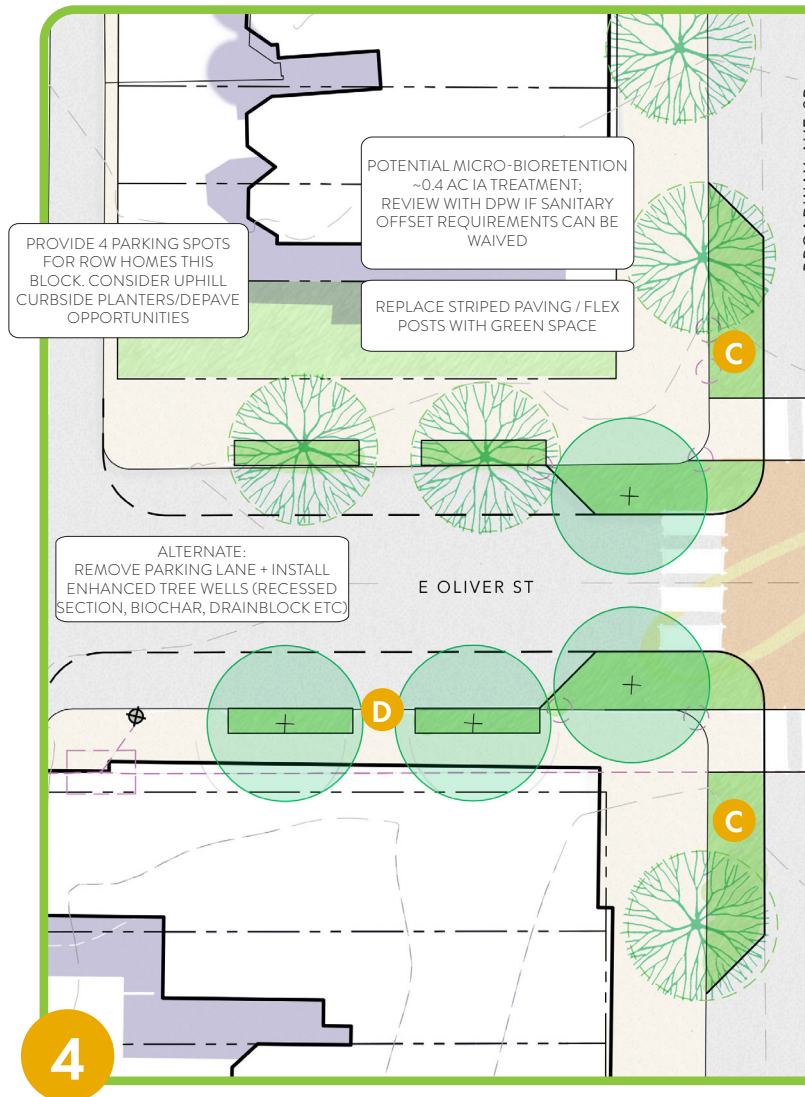 POTENTIAL MICRO-BIORETENTION
~0.4 AC IA TREATMENT;
REVIEW WITH DPW IF SANITARY
OFFSET REQUIREMENTS CAN BE
WAIVED
PROVIDE 4 PARKING SPOTS
FOR ROW HOMES THIS
BLOCK. CONSIDER UPHILL
CURBSIDE PLANTERS/DEPAVE
OPPORTUNITIES
REPLACE STRIPED PAVING / FLEX
POSTS WITH GREEN SPACE
C
ALTERNATE:
REMOVE PARKING LANE + INSTALL
ENHANCED TREE WELLS (RECESSED
SECTION, BIOCHAR, DRAINBLOCK ETC)
E OLIVER ST
D
C
4